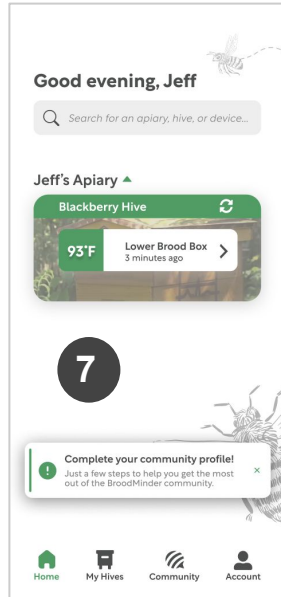 Good evening, Jeff
Search for an apiary, hive, or device...
Jeff's Apiary
Blackberry Hive
93°F
Lower Brood Box
3 minutes ago
7
Complete your community profile!
Just a few steps to help you get the most
out of the BroodMinder community.
Home
My Hives
Community
Account